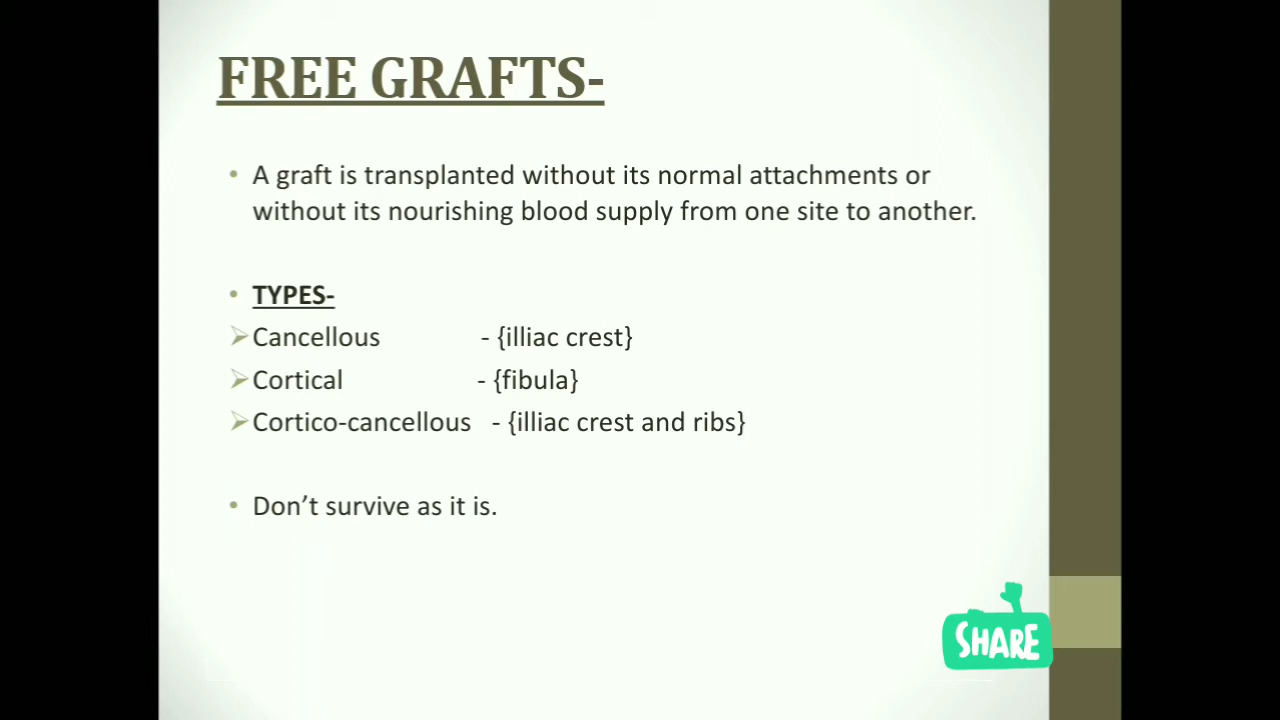 FREE GRAFTS-
• A graft is transplanted without its normal attachments or
without its nourishing blood supply from one site to another.
• TYPES-
➢Cancellous - {illiac crest}
➢Cortical - {fibula}
➢Cortico-cancellous - {illiac crest and ribs}
• Don’t survive as it is.
SHARE